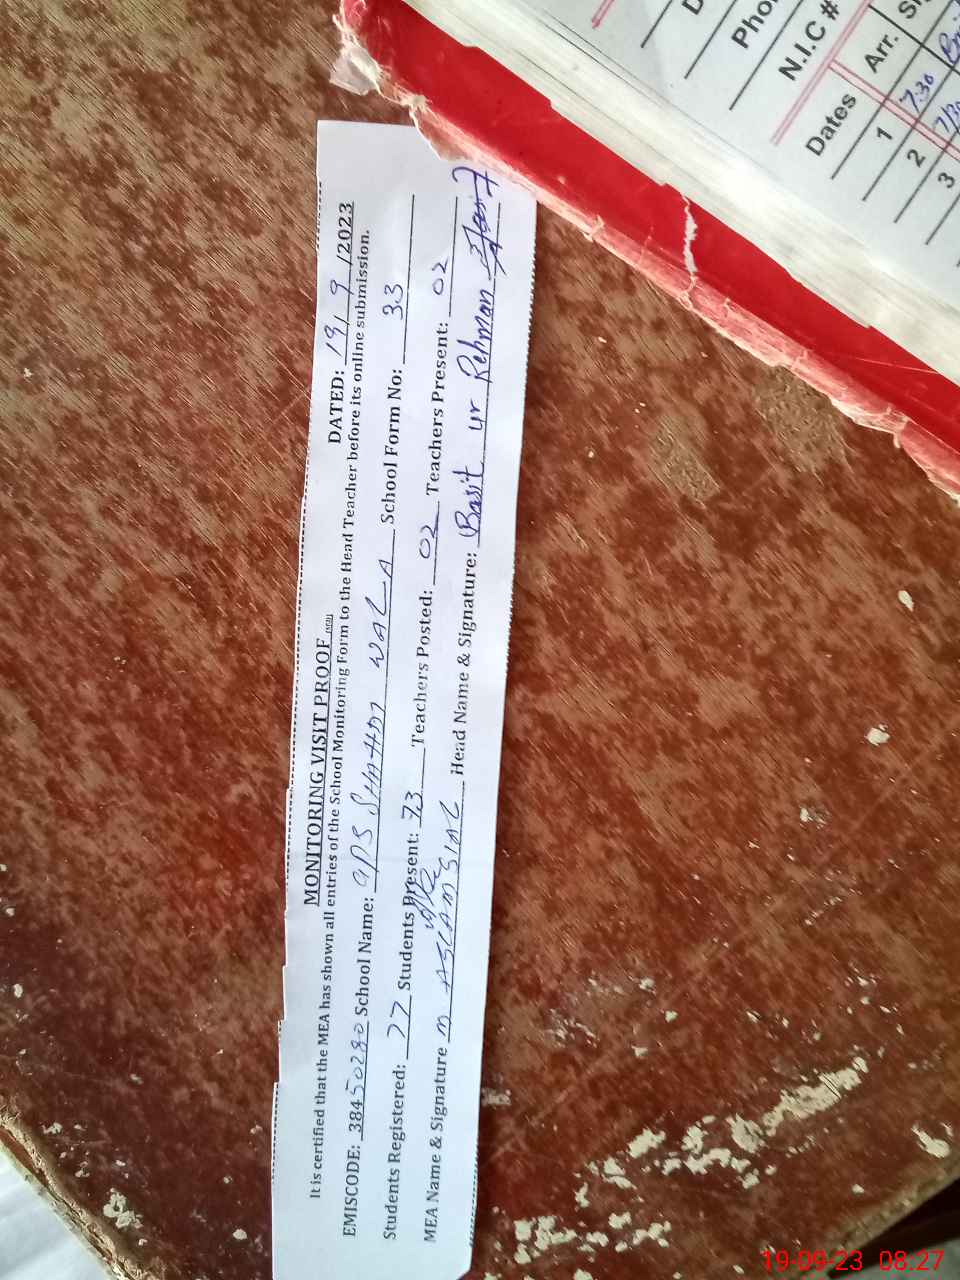 MONITORING VISIT PROOF
DATED: 19/9/2023
It is certified that the MEA has shown all entries of the School Monitoring Form to the Head Teacher before its online submission.
EMISCODE: 38450280 School Name: GPS SHAHBI WALA School Form No: 33
Students Registered: 77 Students Present: 73 Teachers Posted: 02 Teachers Present: 02
MEA Name & Signature M ASLAM SIAL Head Name & Signature: Basit ur Rehman
Pho
N.I.C #
Dates Arr.
1 7:30
2
3
19-09-23 08.27